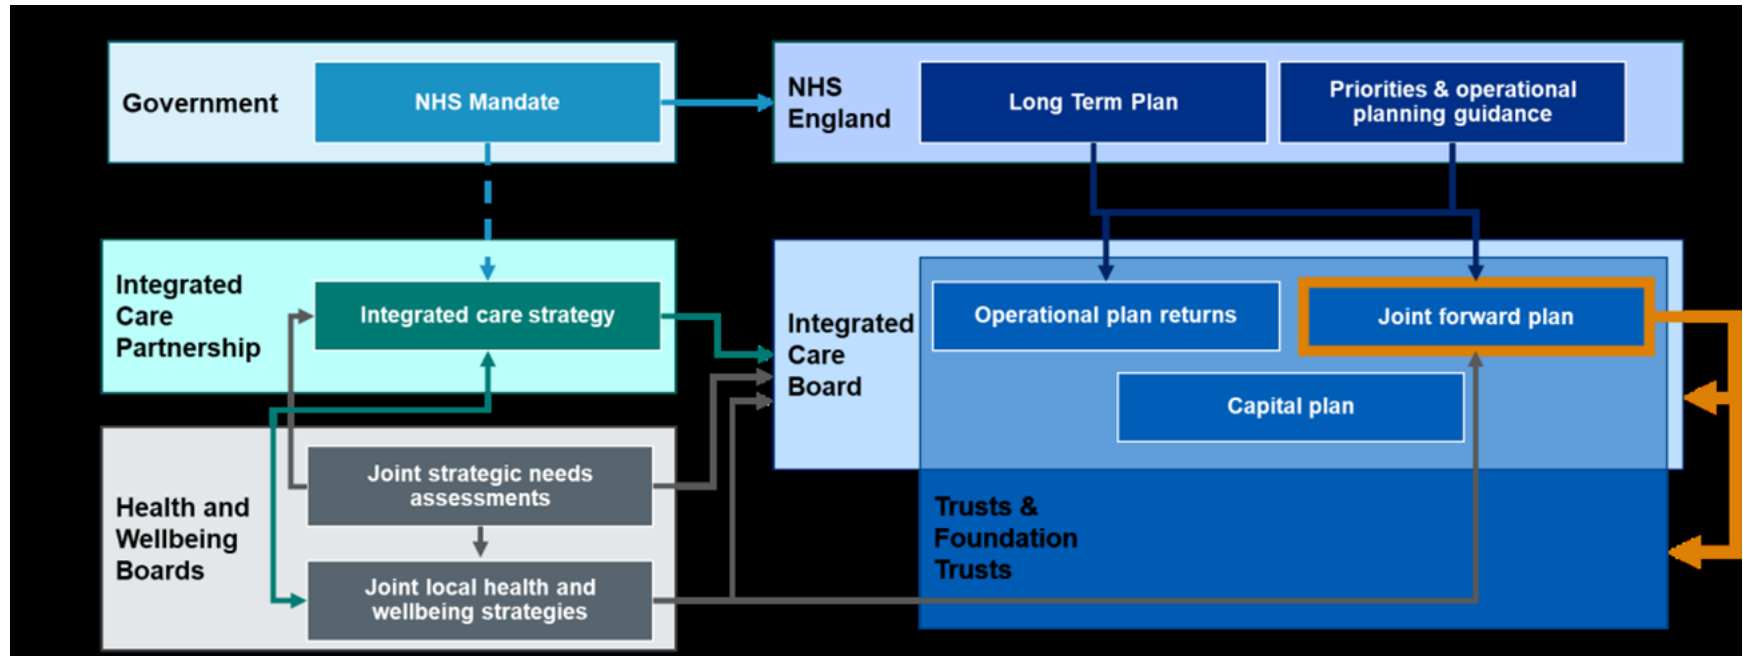 Government
NHS Mandate
NHS
England
Long Term Plan
Priorities & operational
planning guidance
Integrated
Care
Partnership
Integrated care strategy
Integrated
Care
Board
Operational plan returns
Joint forward plan
Capital plan
Health and
Wellbeing
Boards
Joint strategic needs
assessments
Joint local health and
wellbeing strategies
Trusts &
Foundation
Trusts